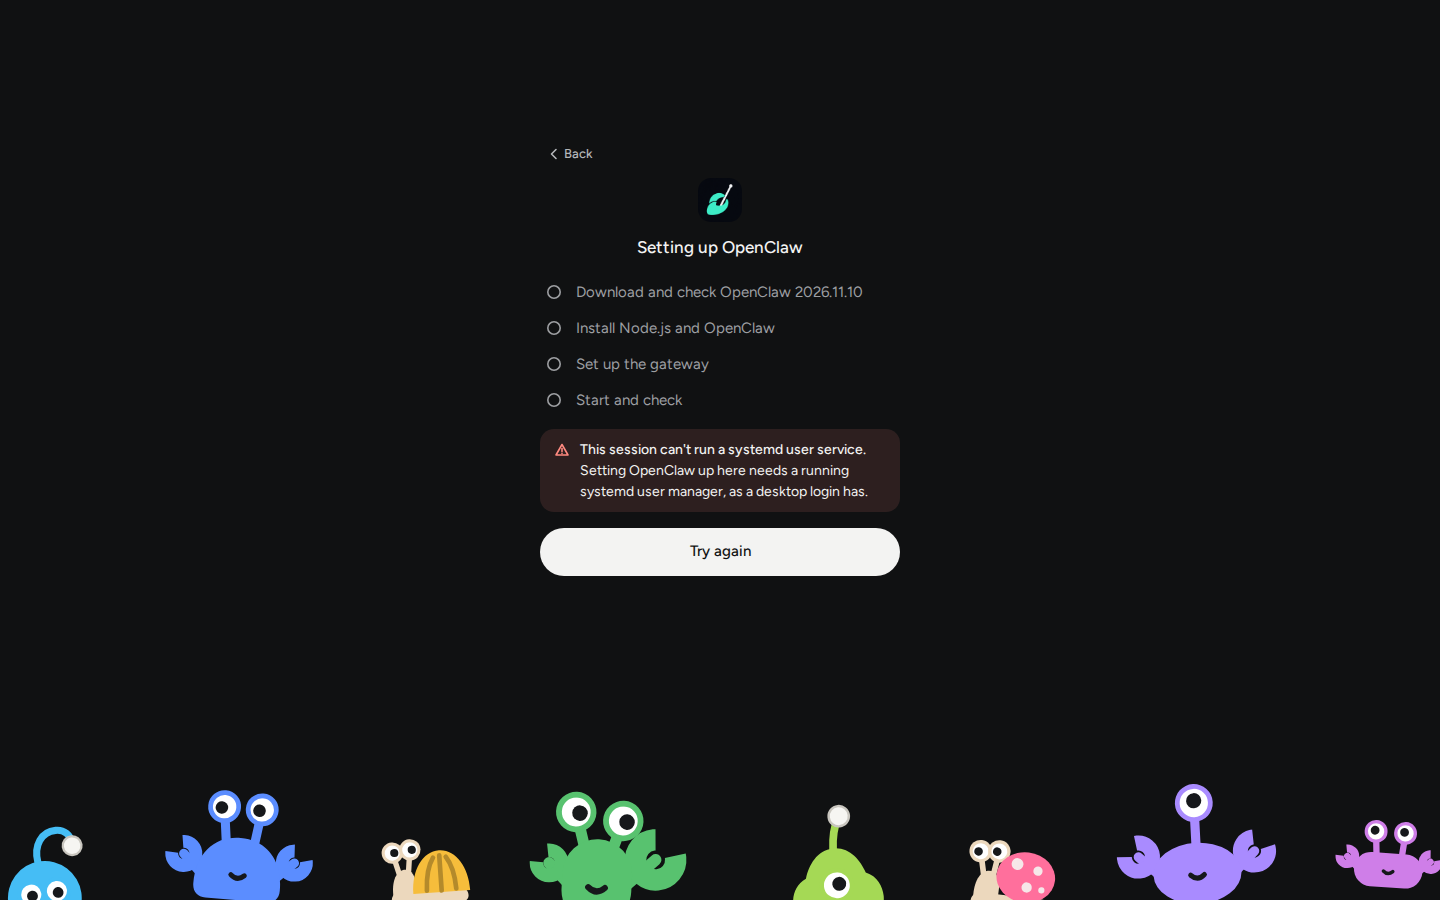 Back
Setting up OpenClaw
Download and check OpenClaw 2026.11.10
Install Node.js and OpenClaw
Set up the gateway
Start and check
This session can't run a systemd user service.
Setting OpenClaw up here needs a running
systemd user manager, as a desktop login has.
Try again